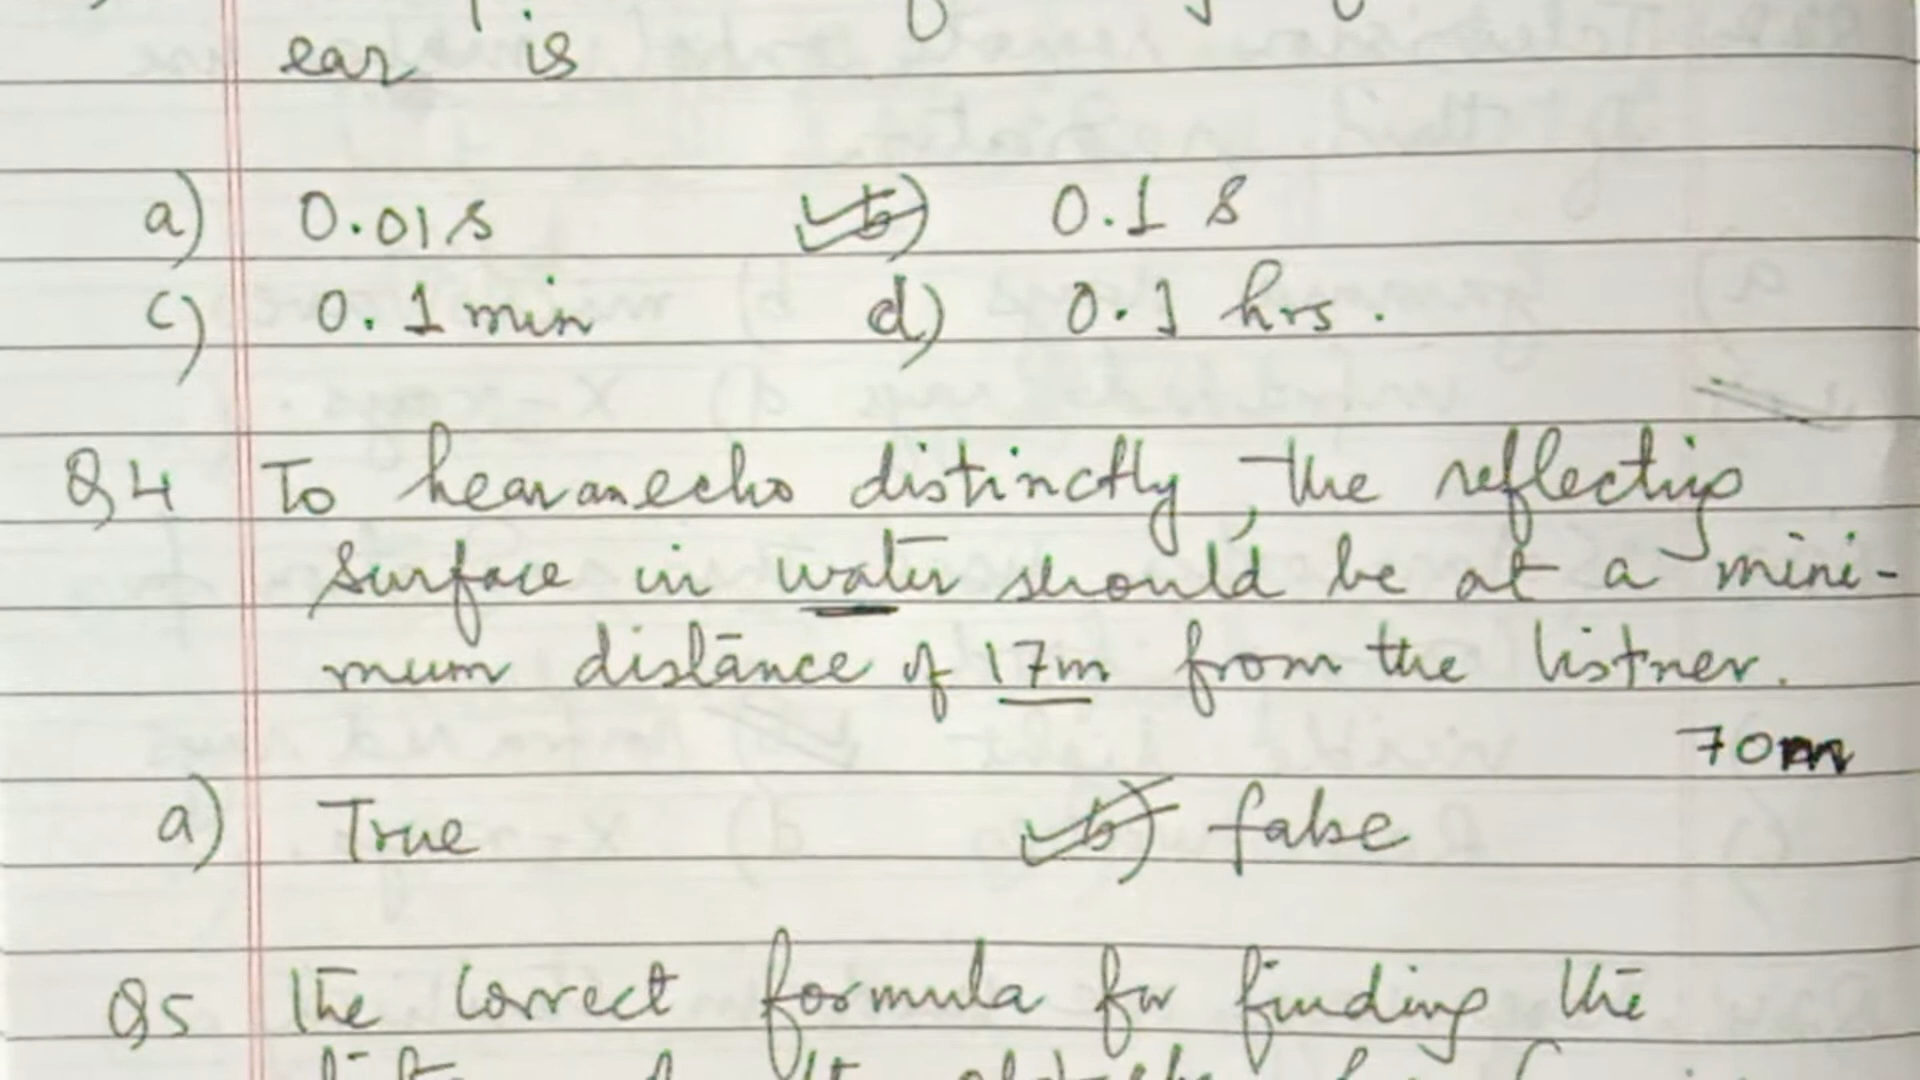 ear is
a) 0.01s b) 0.1 s
c) 0.1 min d) 0.1 hrs.
Q4 To hear an echo distinctly, the reflecting
surface in water should be at a mini-
mum distance of 17m from the listner.
70m
a) True b) false
Q5 The correct formula for finding the